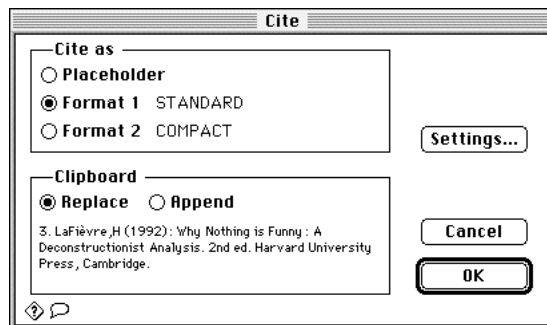 Cite
Cite as
Placeholder
Format 1 STANDARD
Format 2 COMPACT
Settings...
Clipboard
Replace Append
3. LaFièvre,H (1992): Why Nothing is Funny: A
Deconstructionist Analysis. 2nd ed. Harvard University
Press, Cambridge.
Cancel
OK